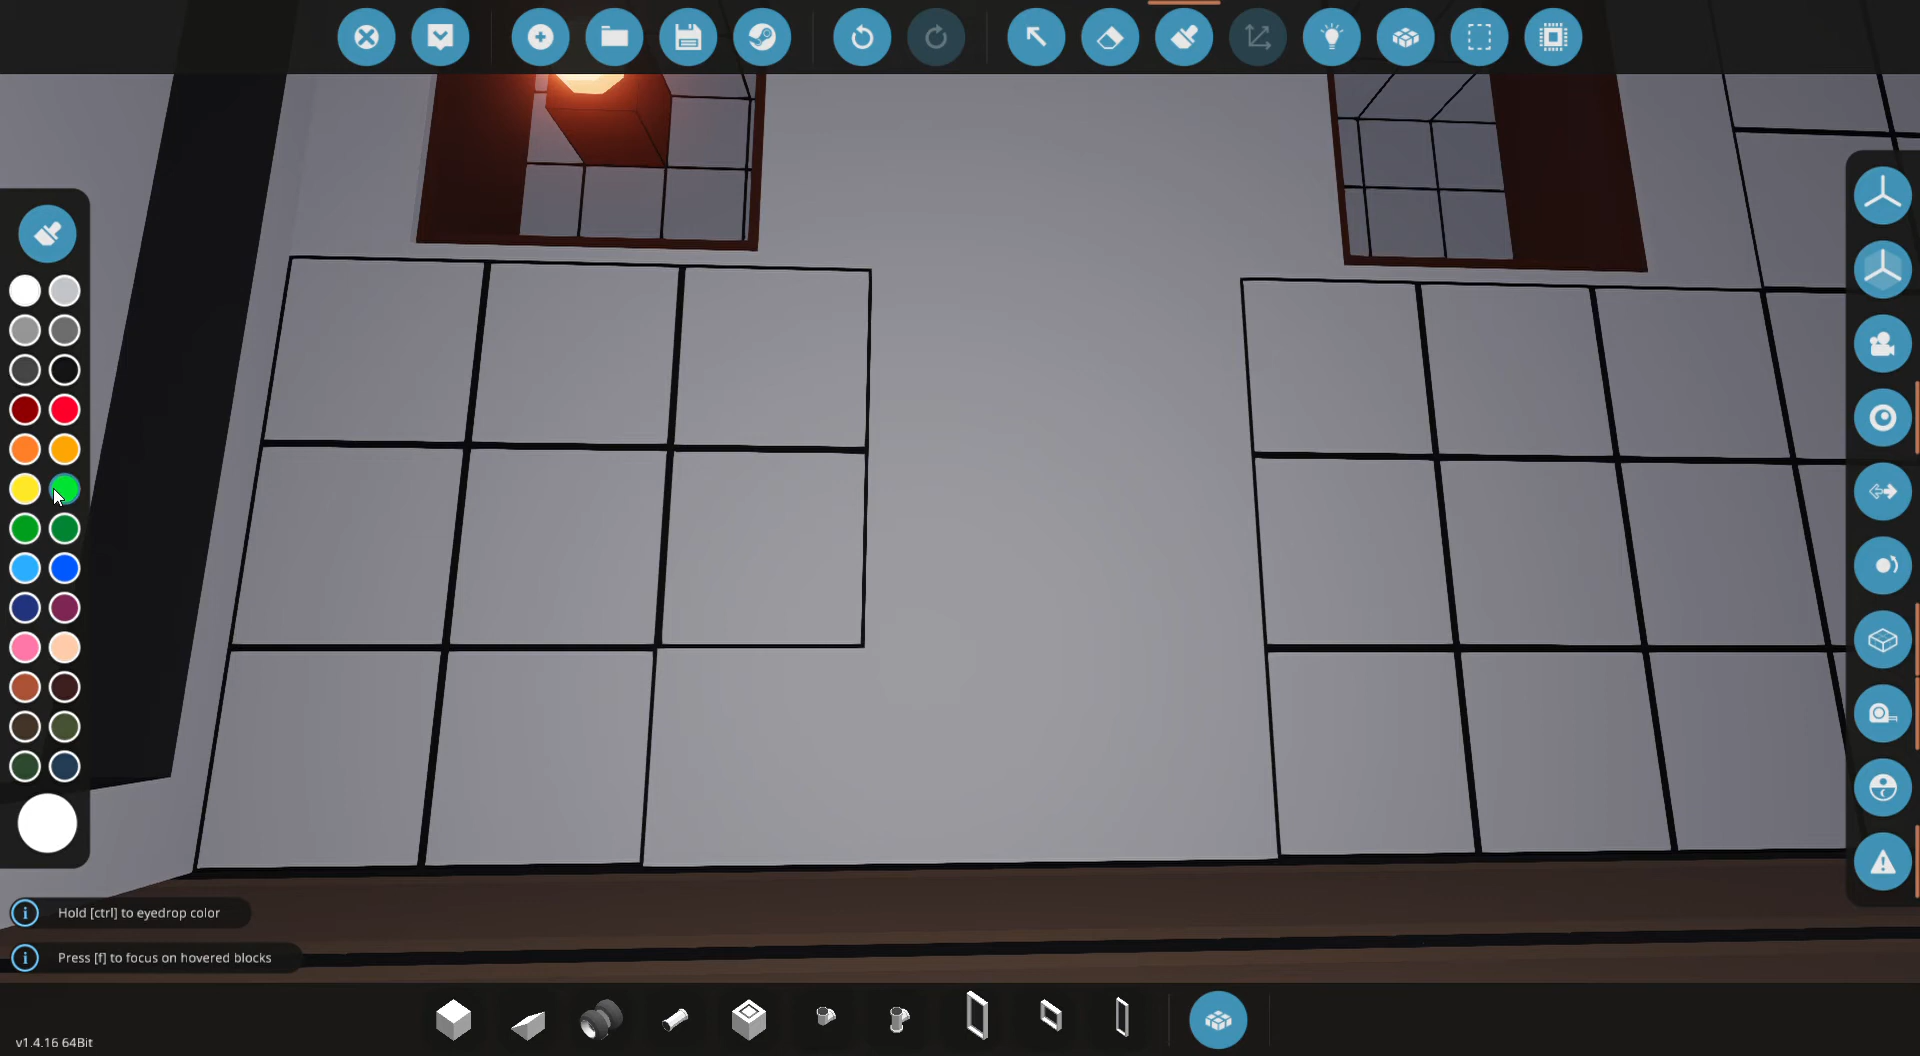 Hold [ctrl] to eyedrop color
Press [f] to focus on hovered blocks
v1.4.16 64Bit